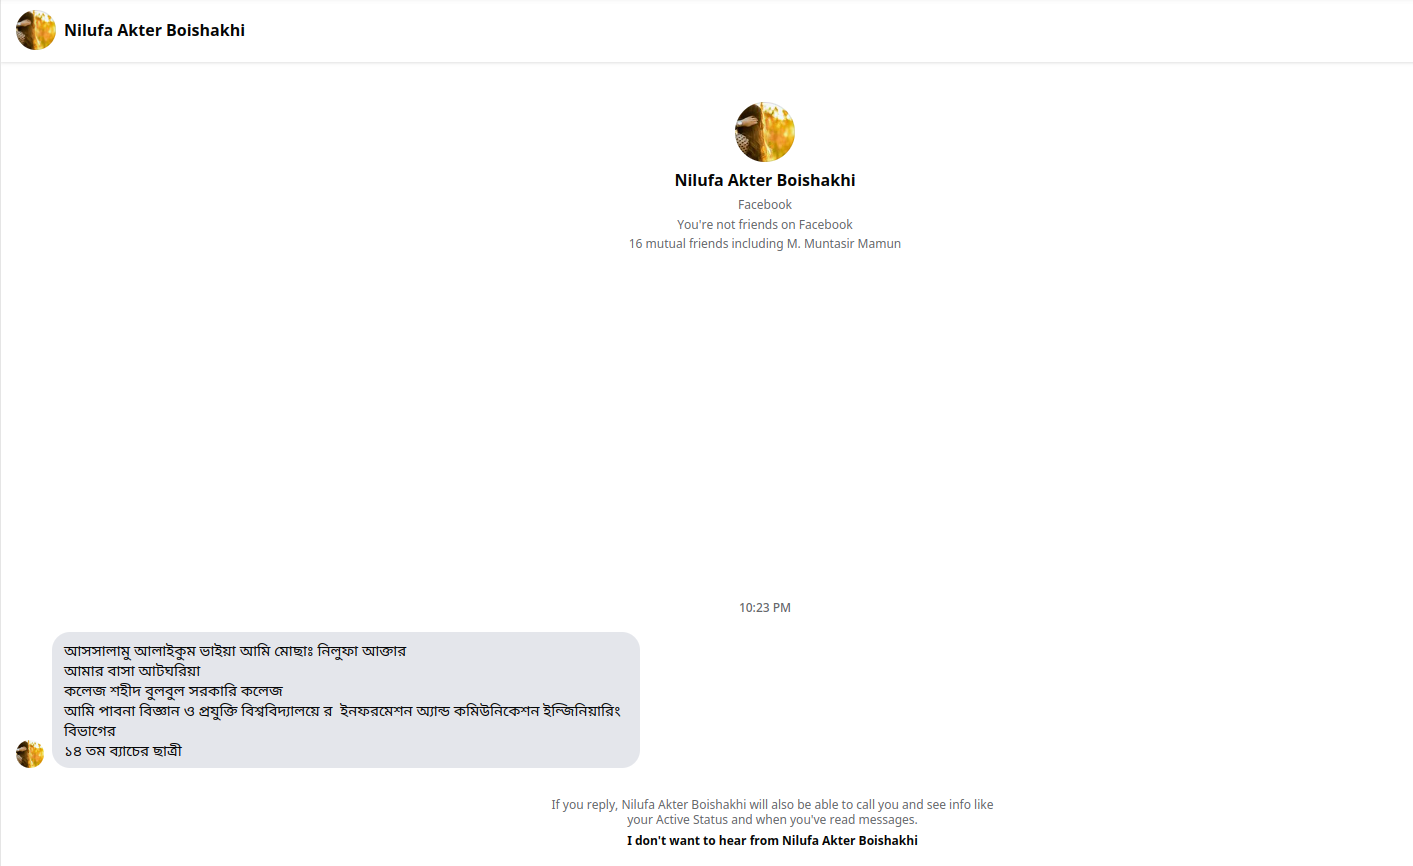 Nilufa Akter Boishakhi
Nilufa Akter Boishakhi
Facebook
You're not friends on Facebook
16 mutual friends including M. Muntasir Mamun
10:23 PM
আসসালামু আলাইকুম ভাইয়া আমি মোছাঃ নিলুফা আক্তার
আমার বাসা আটঘরিয়া
কলেজ শহীদ বুলবুল সরকারি কলেজ
আমি পাবনা বিজ্ঞান ও প্রযুক্তি বিশ্ববিদ্যালয়ে র  ইনফরমেশন অ্যান্ড কমিউনিকেশন ইন্জিনিয়ারিং
বিভাগের
১৪ তম ব্যাচের ছাত্রী
If you reply, Nilufa Akter Boishakhi will also be able to call you and see info like
your Active Status and when you've read messages.
I don't want to hear from Nilufa Akter Boishakhi